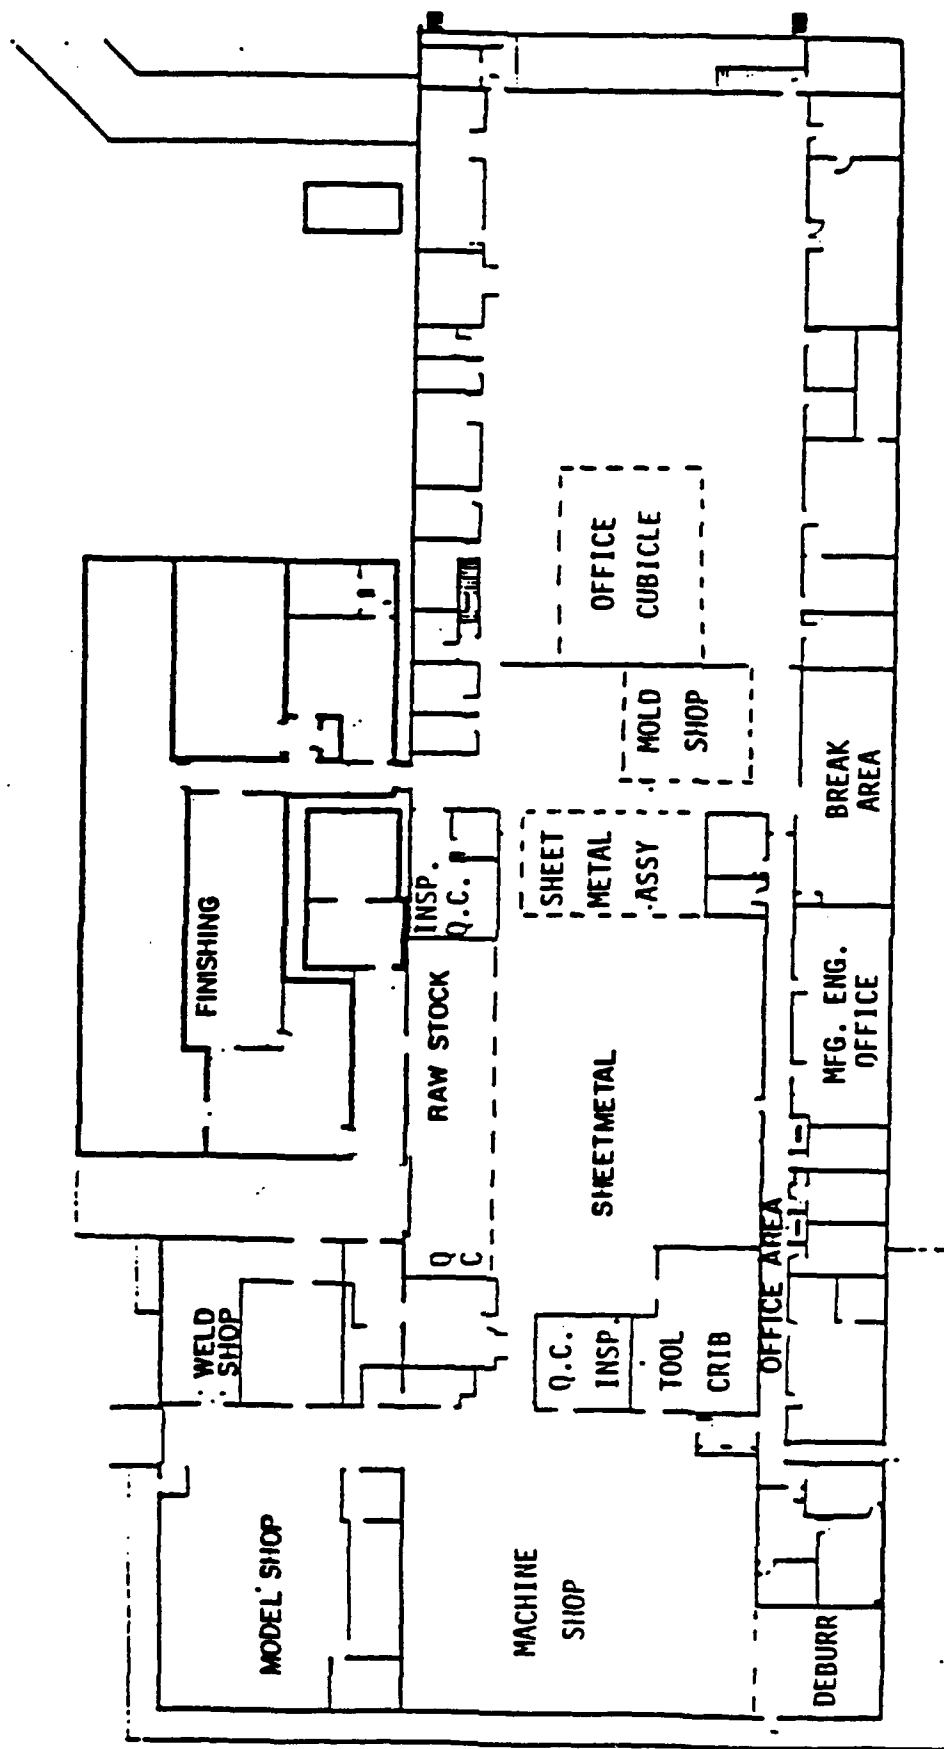 OFFICE
CUBICLE
MOLD
SHOP
BREAK
AREA
SHEET
METAL
ASSY
INSP.
Q.C.
FINISHING
RAW STOCK
MFG. ENG.
OFFICE
SHEETMETAL
OFFICE AREA
Q
C
WELD
SHOP
Q.C.
INSP.
TOOL
CRIB
MODEL SHOP
MACHINE
SHOP
DEBURR